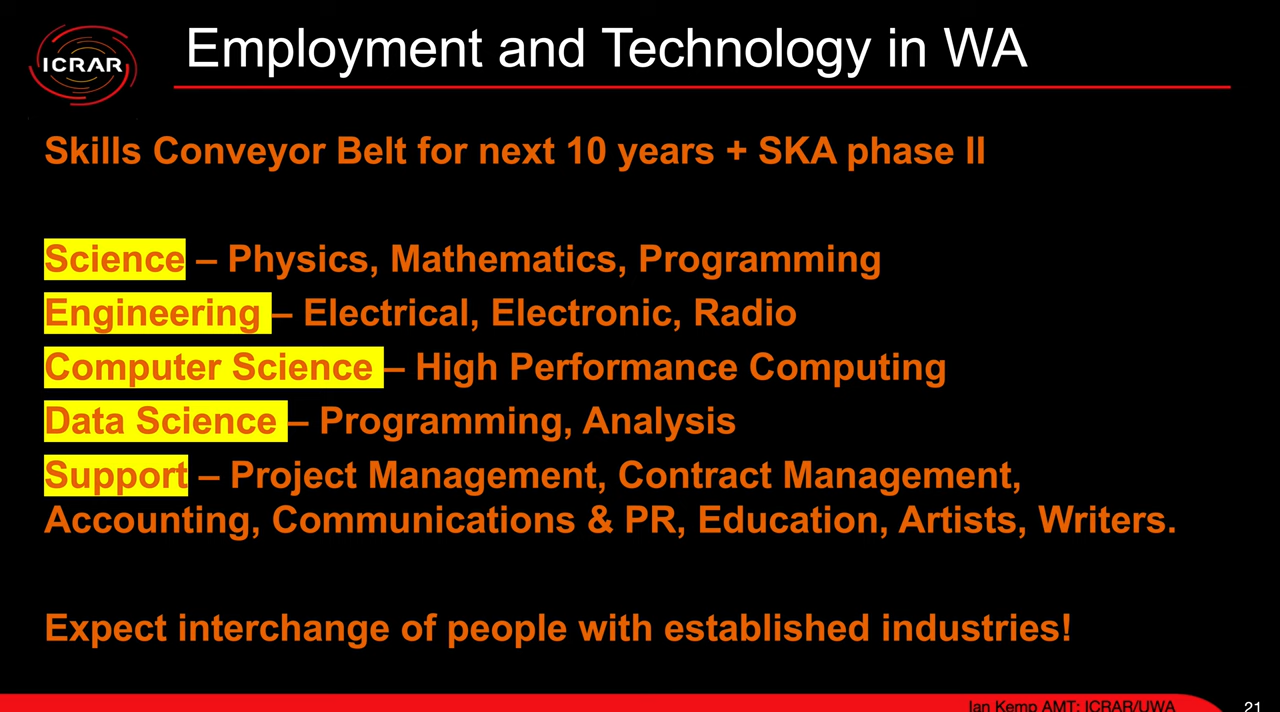 ICRAR
Employment and Technology in WA
Skills Conveyor Belt for next 10 years + SKA phase II
Science – Physics, Mathematics, Programming
Engineering – Electrical, Electronic, Radio
Computer Science – High Performance Computing
Data Science – Programming, Analysis
Support – Project Management, Contract Management,
Accounting, Communications & PR, Education, Artists, Writers.
Expect interchange of people with established industries!
Ian Kemp AMT: ICRAR/UWA
21